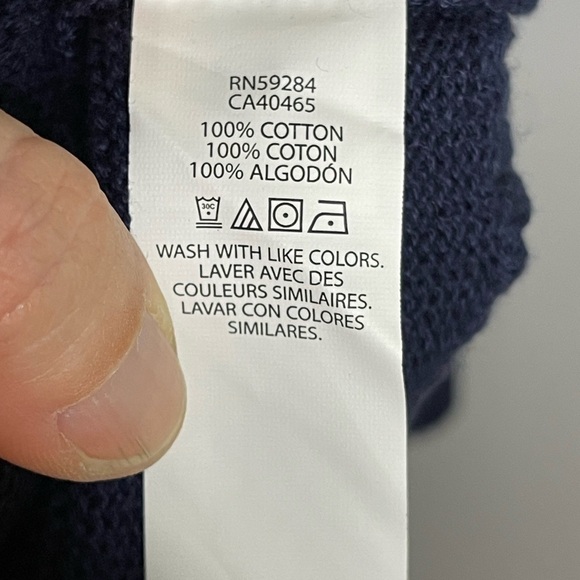 RN59284
CA40465
100% COTTON
100% COTON
100% ALGODÓN
30C
WASH WITH LIKE COLORS.
LAVER AVEC DES
COULEURS SIMILAIRES.
LAVAR CON COLORES
SIMILARES.